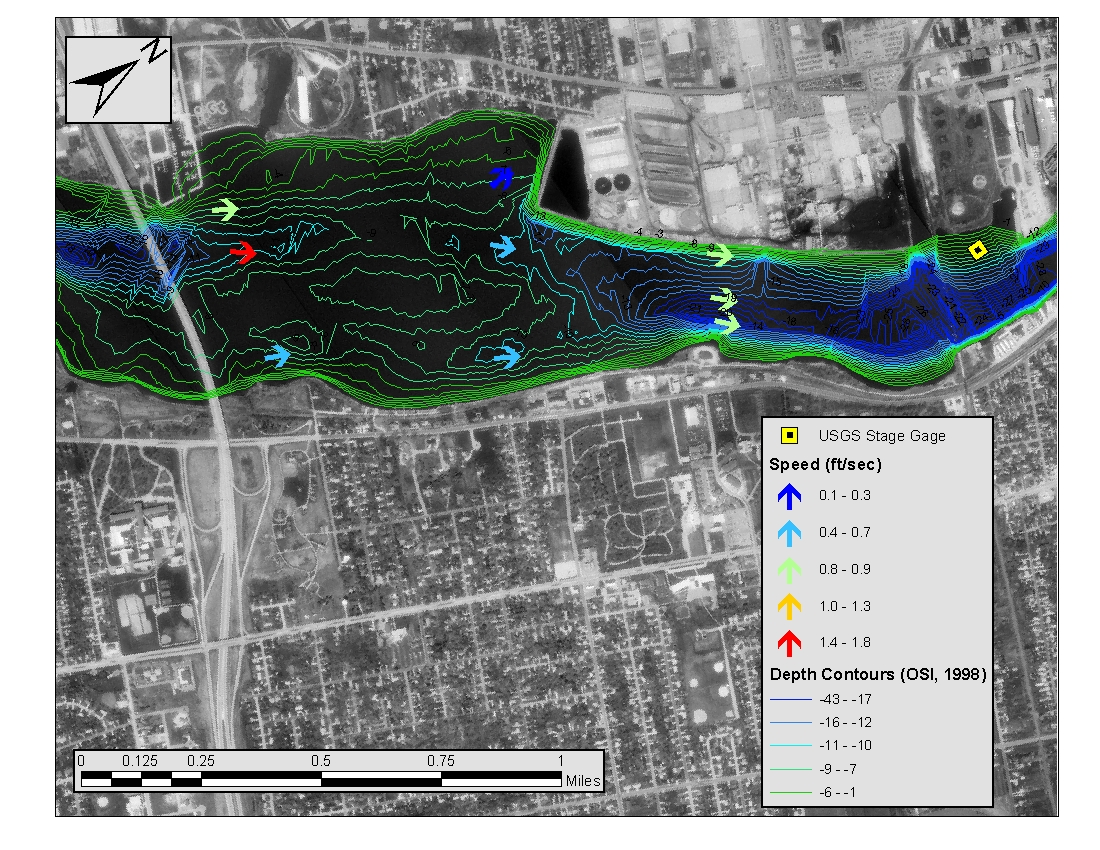 N
USGS Stage Gage
Speed (ft/sec)
0.1 - 0.3
0.4 - 0.7
0.8 - 0.9
1.0 - 1.3
1.4 - 1.8
Depth Contours (OSI, 1998)
-43 - -17
-16 - -12
-11 - -10
-9 - -7
-6 - -1
0 0.125 0.25 0.5 0.75 1
Miles